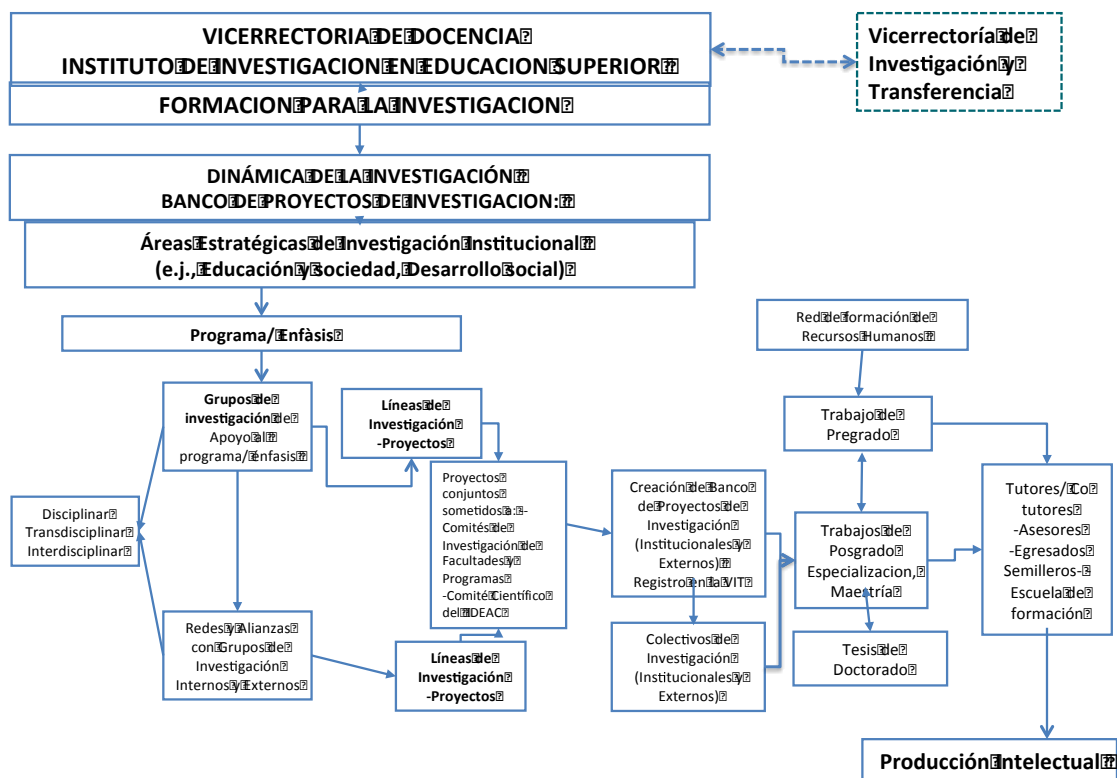 VICERRECTORIA DE DOCENCIA
INSTITUTO DE INVESTIGACION EN EDUCACION SUPERIOR
FORMACION PARA LA INVESTIGACION
Vicerrectoría de
Investigación y
Transferencia
DINÁMICA DE LA INVESTIGACIÓN
BANCO DE PROYECTOS DE INVESTIGACION:
Áreas Estratégicas de Investigación Institucional
(e.j., Educación y sociedad, Desarrollo social)
Programa/ Enfàsis
Red de formación de
Recursos Humanos
Grupos de
investigación de
Apoyo al
programa/énfasis
Líneas de
Investigación
-Proyectos
Trabajo de
Pregrado
Disciplinar
Transdisciplinar
Interdisciplinar
Proyectos
conjuntos
sometidos a: -
Comités de
Investigación de
Facultades y
Programas
-Comité Científico
del IDEAC
Creación de Banco
de Proyectos de
Investigación
(Institucionales y
Externos)
Registro en la VIT
Trabajos de
Posgrado
Especializacion,
Maestría
Tutores/ Co
tutores
-Asesores
-Egresados
Semilleros-
Escuela de
formación
Redes y Alianzas
con Grupos de
Investigación
Internos y Externos
Líneas de
Investigación
-Proyectos
Colectivos de
Investigación
(Institucionales y
Externos)
Tesis de
Doctorado
Producción Intelectual